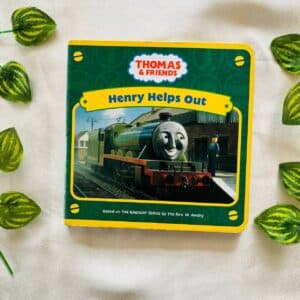 THOMAS
& FRIENDS
Henry Helps Out
BASED ON THE RAILWAY SERIES BY THE REV. W. AWDRY